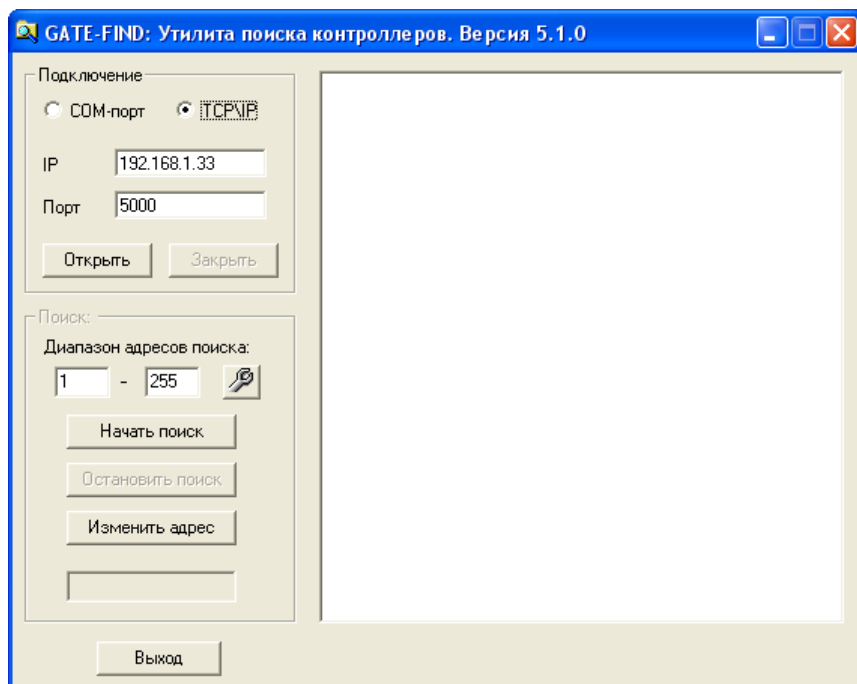 GATE-FIND: Утилита поиска контроллеров. Версия 5.1.0
Подключение
COM-порт TCP\IP
IP 192.168.1.33
Порт 5000
Открыть Закрыть
Поиск:
Диапазон адресов поиска:
1 - 255
Начать поиск
Остановить поиск
Изменить адрес
Выход